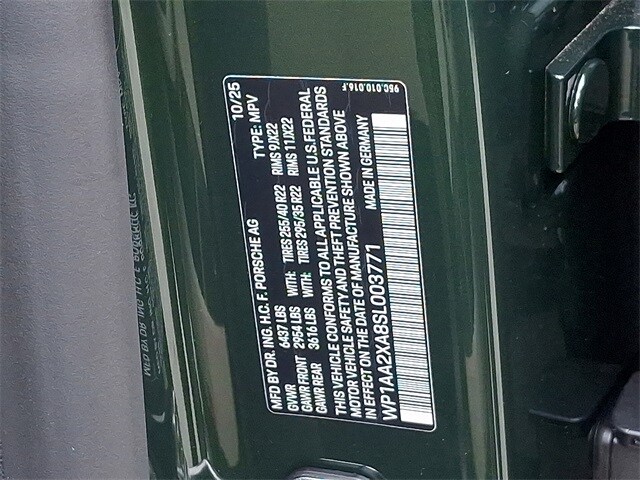 MFD BY DR. ING. H.C. F. PORSCHE AG 10/25
GVWR 6437 LBS TYPE: MPV
GAWR FRONT 2954 LBS WITH: TIRES 255/40 R22 RIMS 9JX22
GAWR REAR 3616 LBS WITH: TIRES 295/35 R22 RIMS 11JX22
THIS VEHICLE CONFORMS TO ALL APPLICABLE U.S. FEDERAL
MOTOR VEHICLE SAFETY AND THEFT PREVENTION STANDARDS
IN EFFECT ON THE DATE OF MANUFACTURE SHOWN ABOVE
WP1AA2XA8SL003771 MADE IN GERMANY
95C.010.016.F